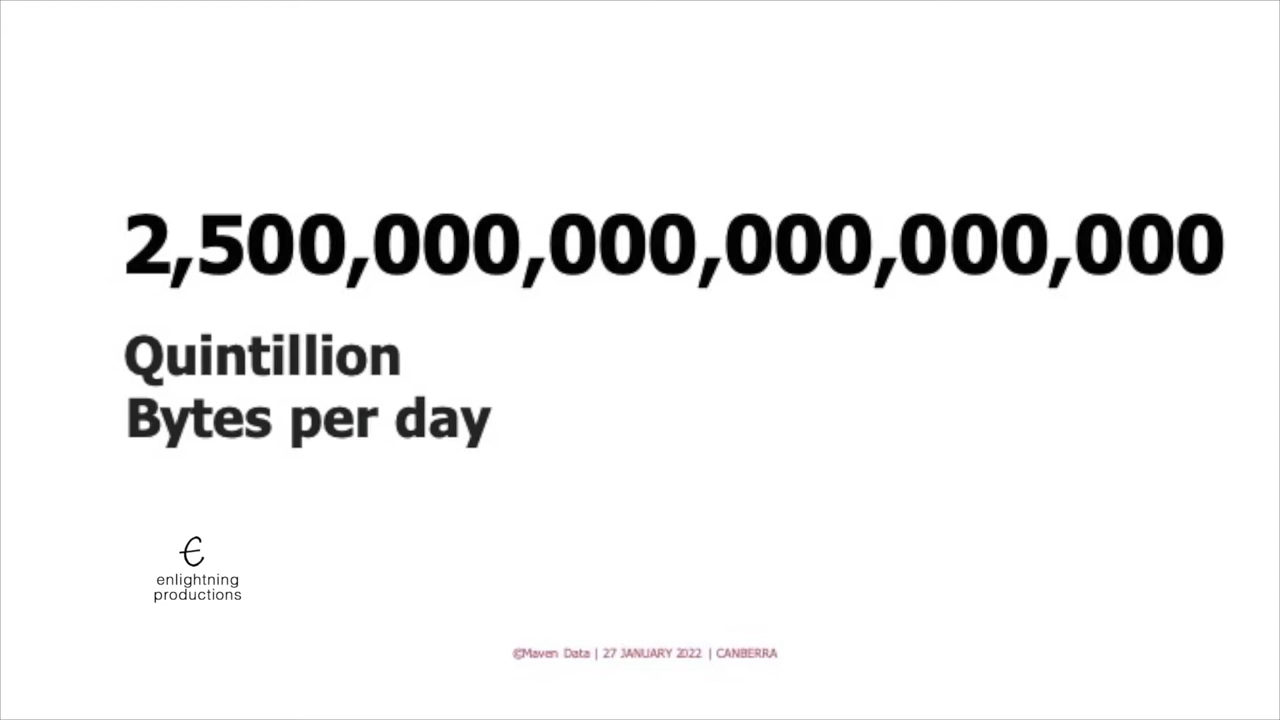 2,500,000,000,000,000,000
Quintillion
Bytes per day
enlightning
productions
©Maven Data | 27 JANUARY 2022 | CANBERRA